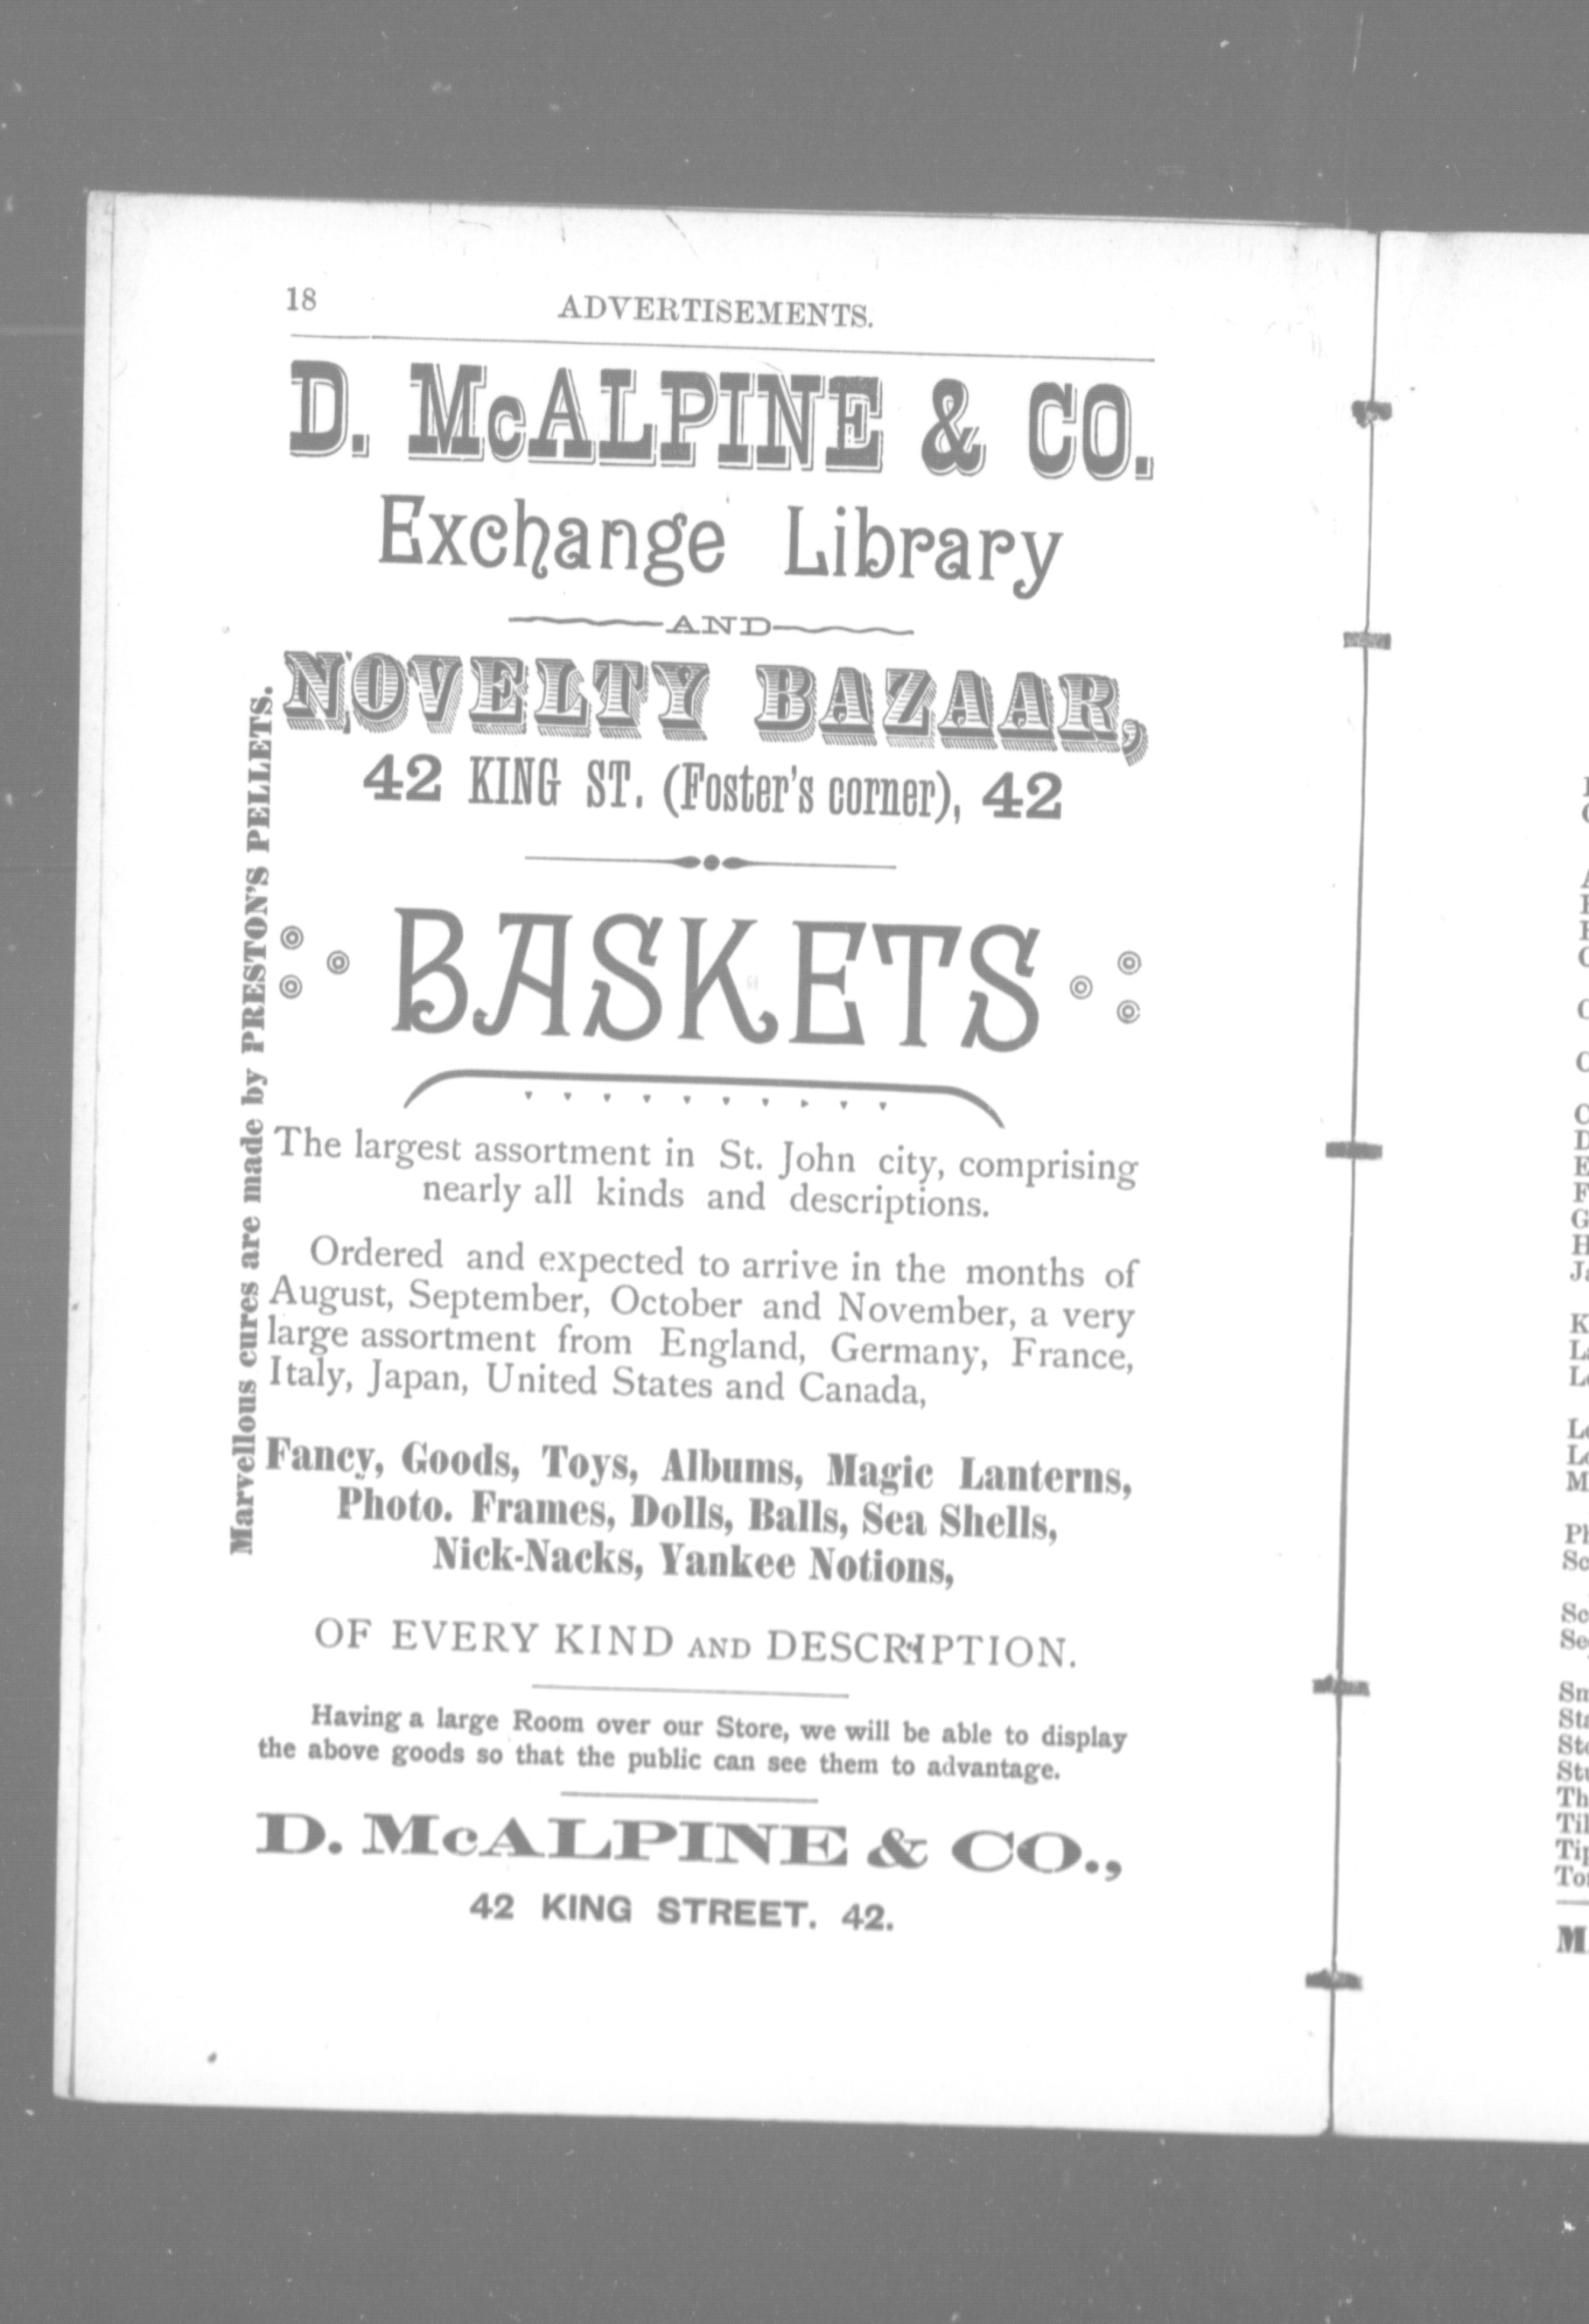 18
ADVERTISEMENTS.
D. McALPINE & CO.
Exchange Library
AND
NOVELTY BAZAAR,
42 KING ST. (Foster's corner), 42
BASKETS
The largest assortment in St. John city, comprising
nearly all kinds and descriptions.
Ordered and expected to arrive in the months of
August, September, October and November, a very
large assortment from England, Germany, France,
Italy, Japan, United States and Canada,
Fancy, Goods, Toys, Albums, Magic Lanterns,
Photo. Frames, Dolls, Balls, Sea Shells,
Nick-Nacks, Yankee Notions,
OF EVERY KIND AND DESCRIPTION.
Having a large Room over our Store, we will be able to display
the above goods so that the public can see them to advantage.
D. McALPINE & CO.,
42 KING STREET. 42.
Marvellous cures are made by PRESTON'S PELLETS.